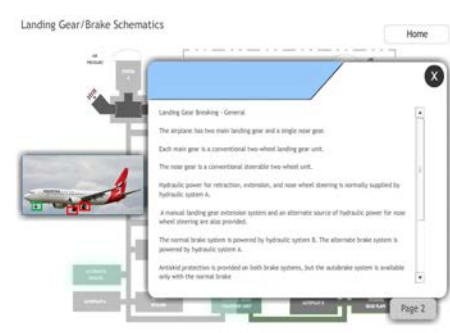 Landing Gear/Brake Schematics
Home
AIR
PRESSURE
X
Landing Gear Breaking - General
The airplane has two main landing gear and a single nose gear.
Each main gear is a conventional two-wheel landing gear unit.
The nose gear is a conventional steerable two-wheel unit.
Hydraulic power for retraction, extension, and nose wheel steering is normally supplied by
hydraulic system A.
A manual landing gear extension system and an alternate source of hydraulic power for nose
wheel steering are also provided.
The normal brake system is powered by hydraulic system B. The alternate brake system is
powered by hydraulic system A.
Antiskid protection is provided on both brake systems, but the autobrake system is available
only with the normal brake
Page 2